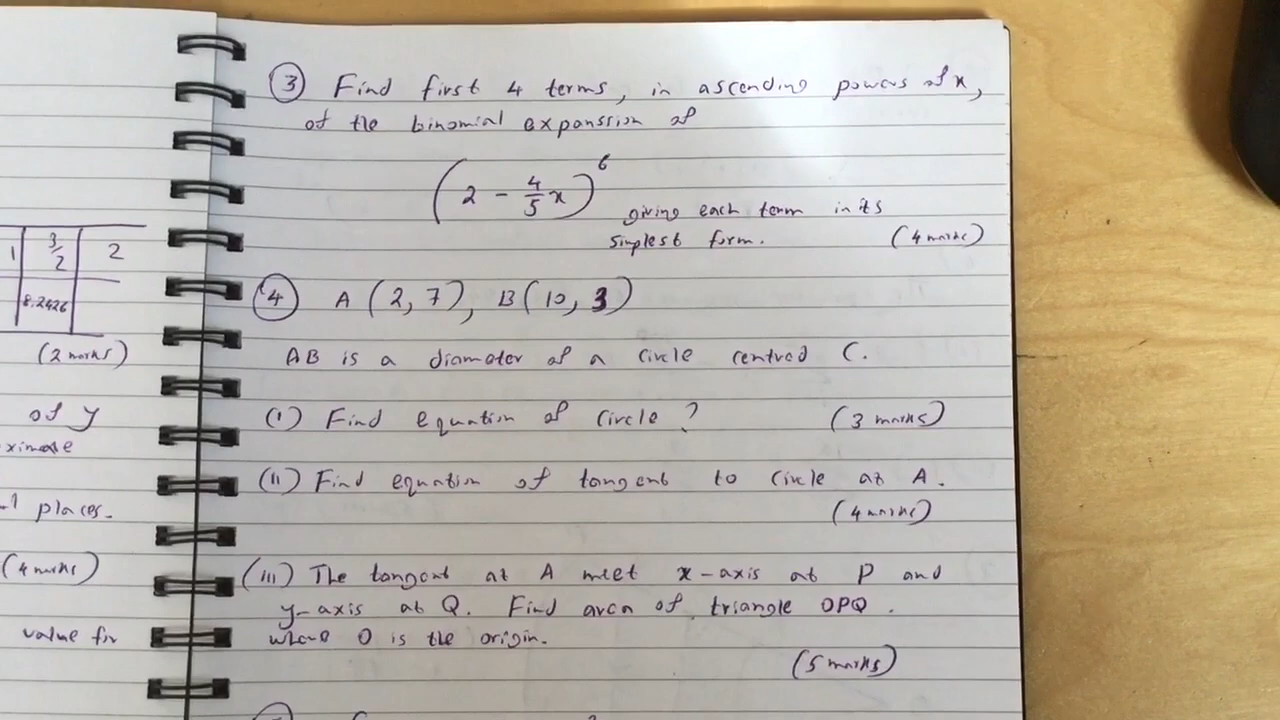 1 3/2 2
8.2426
(2 marks)
of y
ximate
places.
(4 marks)
value for
③ Find first 4 terms, in ascending powers of x,
of the binomial expanssion of
(2 - 4/5 x)^6
giving each term in its
simplest form. (4 marks)
④ A (2, 7), B (10, 3)
AB is a diameter of a circle centred C.
(i) Find equation of circle? (3 marks)
(ii) Find equation of tangent to circle at A.
(4 marks)
(iii) The tangent at A meet x-axis at P and
y-axis at Q. Find area of triangle OPQ.
where O is the origin.
(5 marks)